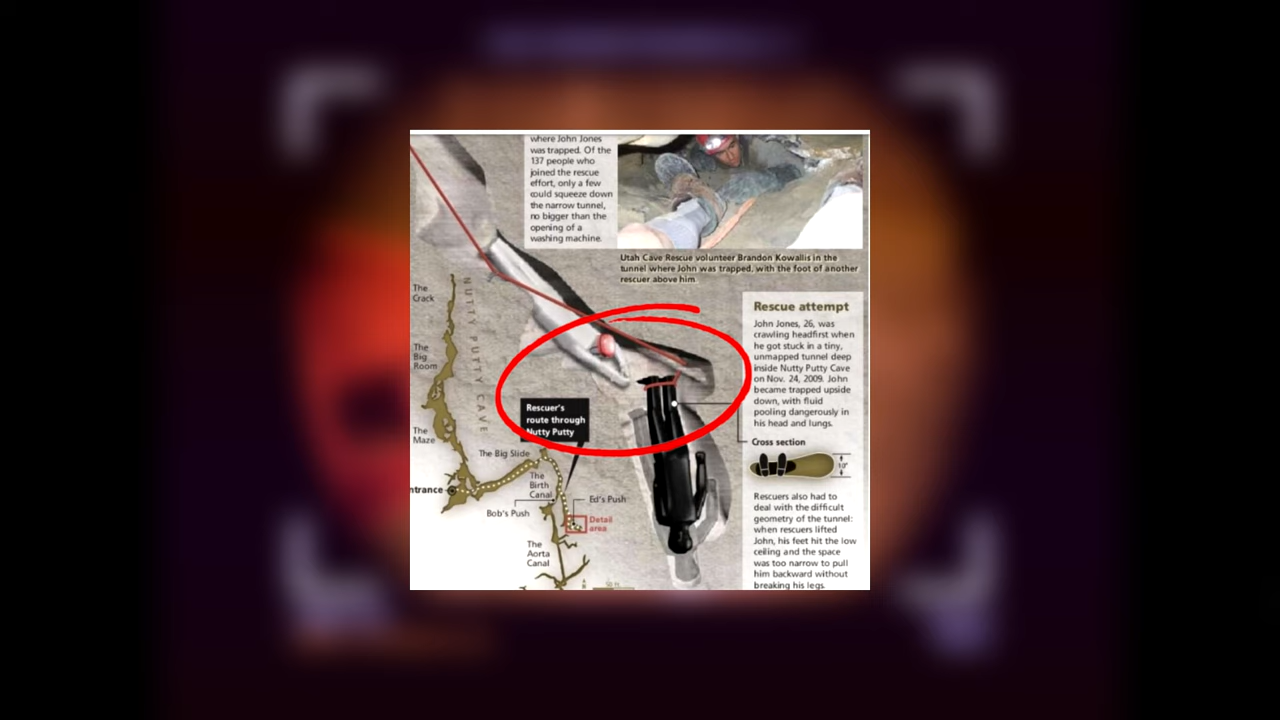 where John Jones
was trapped. Of the
137 people who
joined the rescue
effort, only a few
could squeeze down
the narrow tunnel,
no bigger than the
opening of a
washing machine.
Utah Cave Rescue volunteer Brandon Kowallis in the
tunnel where John was trapped, with the foot of another
rescuer above him.
The
Crack
NUTTY PUTTY CAVE
The
Big
Room
The
Maze
The Big Slide
ntrance
The
Birth
Canal
Bob's Push
Ed's Push
Detail
area
The
Aorta
Canal
50 ft.
Rescuer's
route through
Nutty Putty
Rescue attempt
John Jones, 26, was
crawling headfirst when
he got stuck in a tiny,
unmapped tunnel deep
inside Nutty Putty Cave
on Nov. 24, 2009. John
became trapped upside
down, with fluid
pooling dangerously in
his head and lungs.
Cross section
10"
Rescuers also had to
deal with the difficult
geometry of the tunnel:
when rescuers lifted
John, his feet hit the low
ceiling and the space
was too narrow to pull
him backward without
breaking his legs.